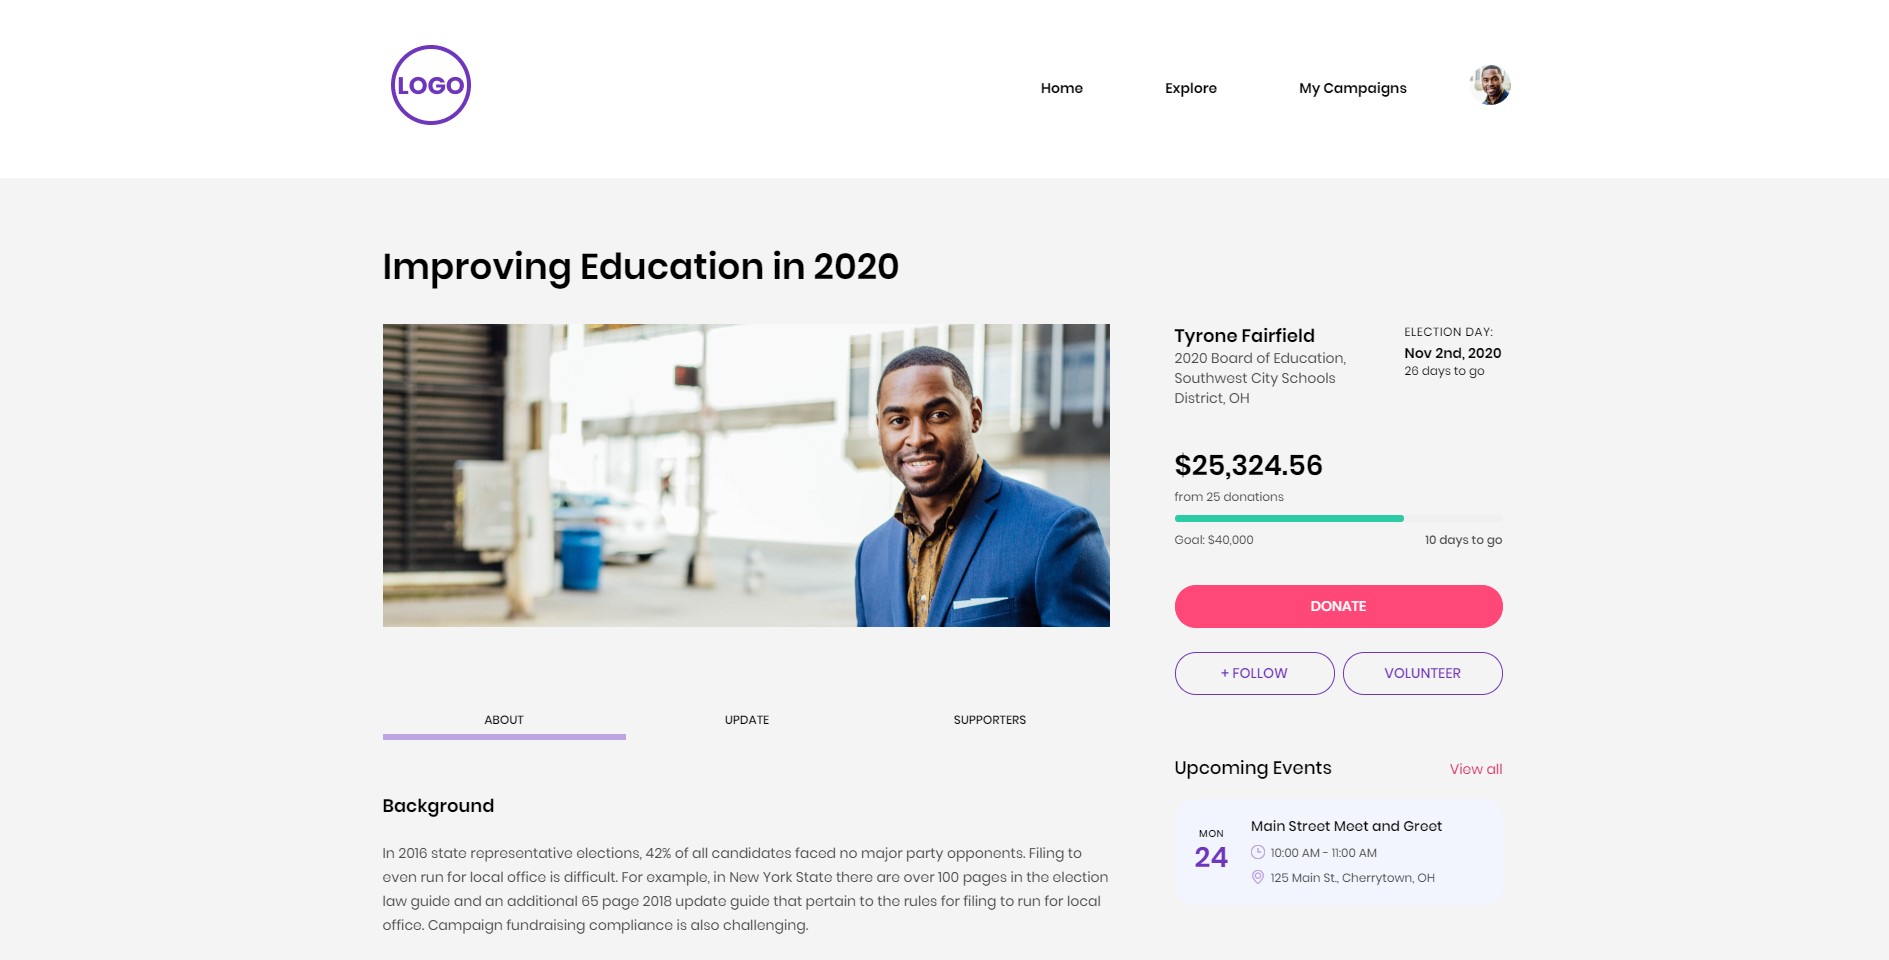 LOGO
Home
Explore
My Campaigns
Improving Education in 2020
Tyrone Fairfield
2020 Board of Education,
Southwest City Schools
District, OH
ELECTION DAY:
Nov 2nd, 2020
26 days to go
$25,324.56
from 25 donations
Goal: $40,000
10 days to go
DONATE
+ FOLLOW
VOLUNTEER
ABOUT
UPDATE
SUPPORTERS
Background
In 2016 state representative elections, 42% of all candidates faced no major party opponents. Filing to
even run for local office is difficult. For example, in New York State there are over 100 pages in the election
law guide and an additional 65 page 2018 update guide that pertain to the rules for filing to run for local
office. Campaign fundraising compliance is also challenging.
Upcoming Events
View all
MON
24
Main Street Meet and Greet
10:00 AM - 11:00 AM
125 Main St., Cherrytown, OH